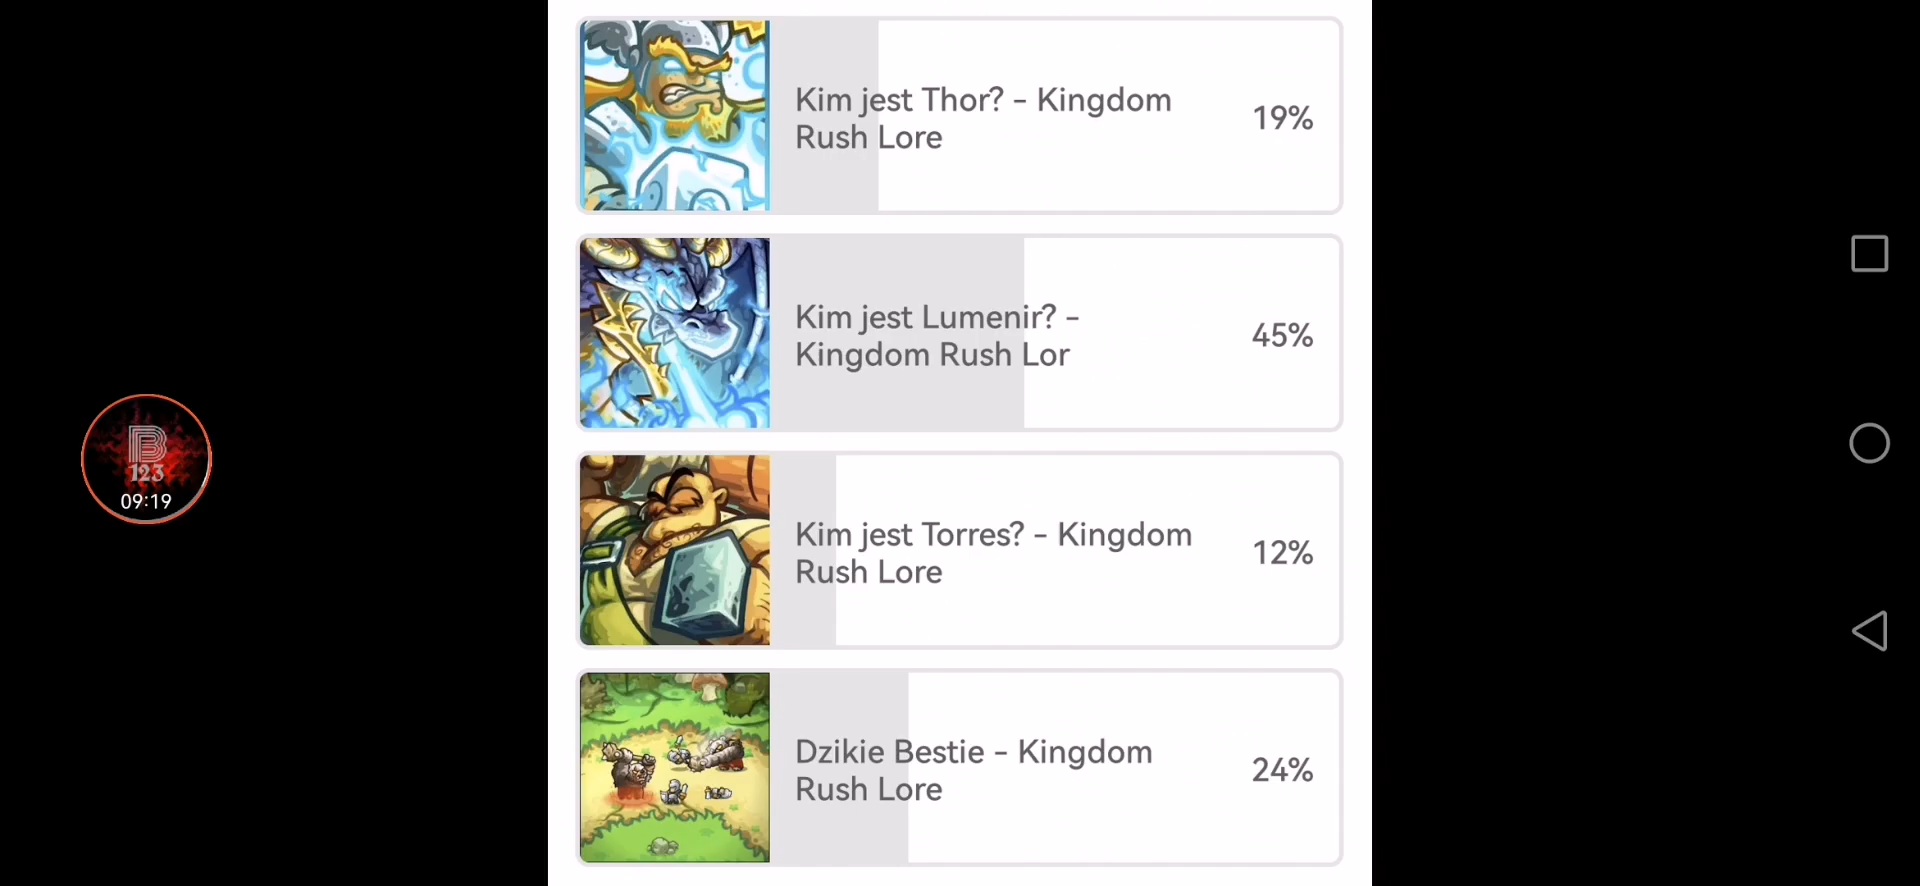 Kim jest Thor? - Kingdom
Rush Lore
19%
Kim jest Lumenir? -
Kingdom Rush Lor
45%
B
123
09:19
Kim jest Torres? - Kingdom
Rush Lore
12%
Dzikie Bestie - Kingdom
Rush Lore
24%